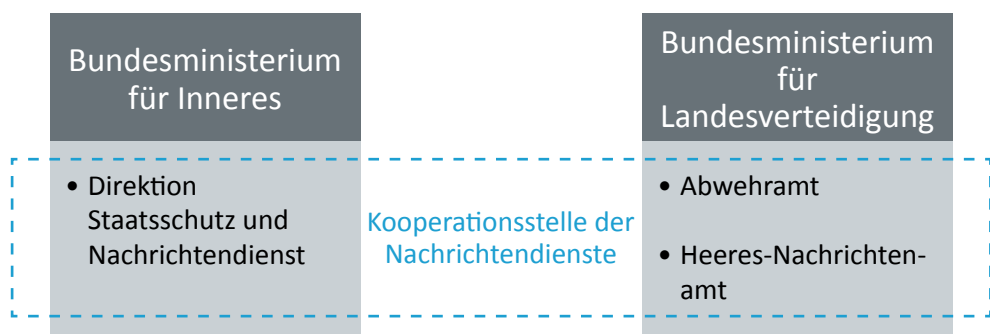 Bundesministerium
für Inneres
• Direktion
Staatsschutz und
Nachrichtendienst
Kooperationsstelle der
Nachrichtendienste
Bundesministerium
für
Landesverteidigung
• Abwehramt
• Heeres-Nachrichten-
amt